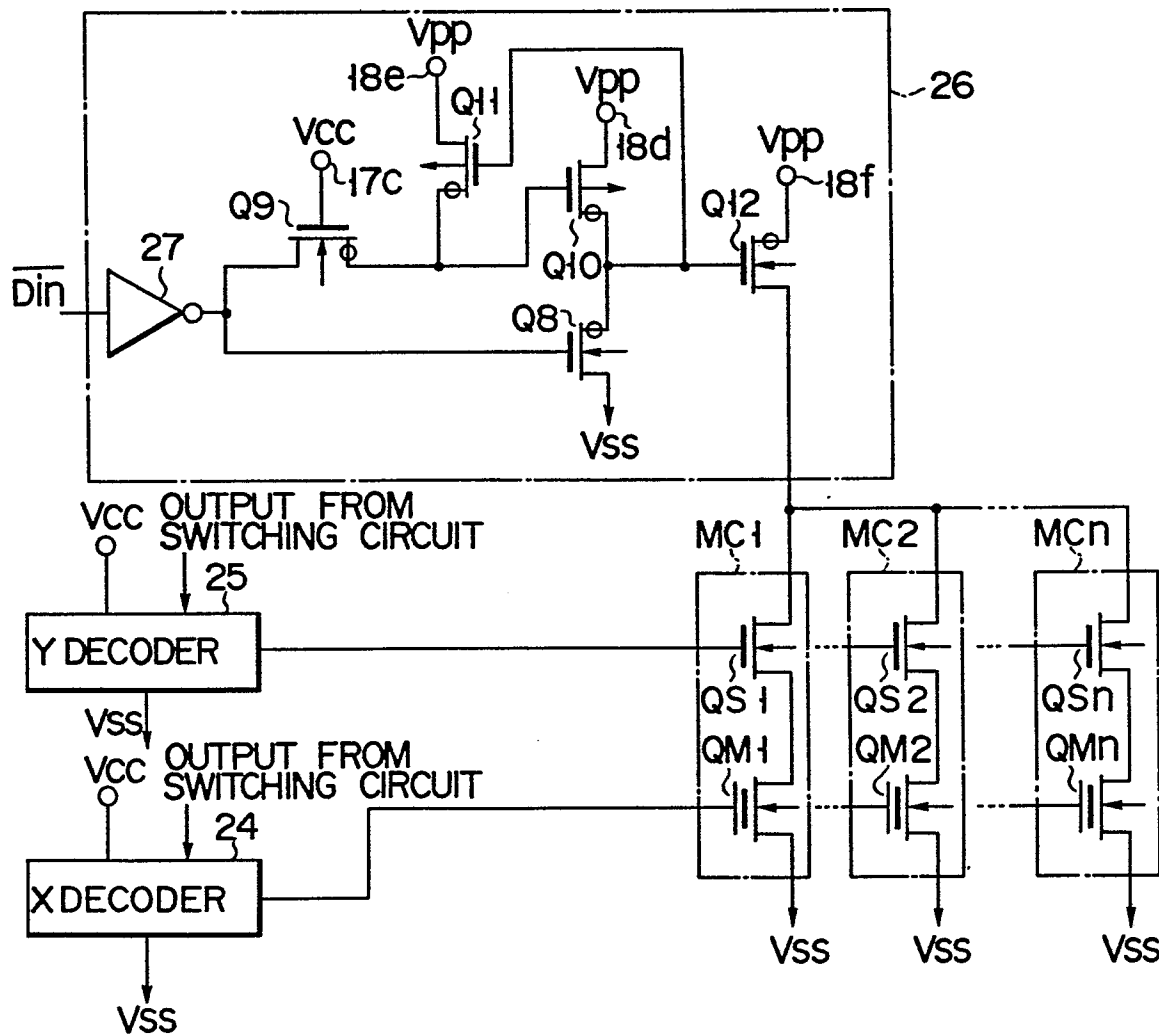 Vpp
18e
Q11
Vpp
18d
26
Vcc
17c
Vpp
18f
Q9
Q12
27
Din
Q10
Q8
Vss
Vcc
OUTPUT FROM
SWITCHING CIRCUIT
25
Y DECODER
Vss
MC1
MC2
MCn
QS1
QS2
QSn
QM1
QM2
QMn
Vcc
OUTPUT FROM
SWITCHING CIRCUIT
24
X DECODER
Vss
Vss
Vss
Vss